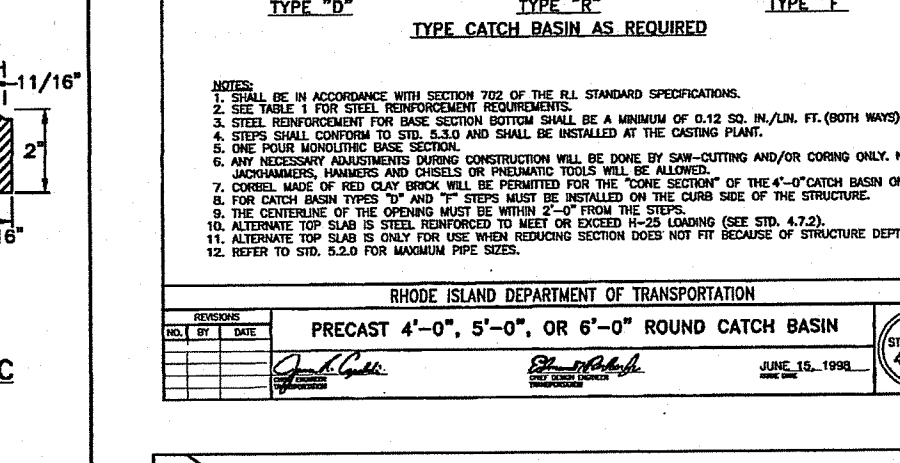 TYPE "D"
TYPE "R"
TYPE "F"
TYPE CATCH BASIN AS REQUIRED
11/16"
2"
6"
C
NOTES:
1. SHALL BE IN ACCORDANCE WITH SECTION 702 OF THE R.I. STANDARD SPECIFICATIONS.
2. SEE TABLE 1 FOR STEEL REINFORCEMENT REQUIREMENTS.
3. STEEL REINFORCEMENT FOR BASE SECTION BOTTOM SHALL BE A MINIMUM OF 0.12 SQ. IN./LIN. FT. (BOTH WAYS)
4. STEPS SHALL CONFORM TO STD. 5.3.0 AND SHALL BE INSTALLED AT THE CASTING PLANT.
5. ONE POUR MONOLITHIC BASE SECTION.
6. ANY NECESSARY ADJUSTMENTS DURING CONSTRUCTION WILL BE DONE BY SAW-CUTTING AND/OR CORING ONLY.
JACKHAMMERS, HAMMERS AND CHISELS OR PNEUMATIC TOOLS WILL BE ALLOWED.
7. CORBEL MADE OF RED CLAY BRICK WILL BE PERMITTED FOR THE "CONE SECTION" OF THE 4'-0" CATCH BASIN
8. FOR CATCH BASIN TYPES "D" AND "F" STEPS MUST BE INSTALLED ON THE CURB SIDE OF THE STRUCTURE.
9. THE CENTERLINE OF THE OPENING MUST BE WITHIN 2'-0" FROM THE STEPS.
10. ALTERNATE TOP SLAB IS STEEL REINFORCED TO MEET OR EXCEED H-25 LOADING (SEE STD. 4.7.2).
11. ALTERNATE TOP SLAB IS ONLY FOR USE WHEN REDUCING SECTION DOES NOT FIT BECAUSE OF STRUCTURE DEPT
12. REFER TO STD. 5.2.0 FOR MAXIMUM PIPE SIZES.
RHODE ISLAND DEPARTMENT OF TRANSPORTATION
REVISIONS
NO. BY DATE
PRECAST 4'-0", 5'-0", OR 6'-0" ROUND CATCH BASIN
CHIEF ENGINEER
TRANSPORTATION
CHIEF DESIGN ENGINEER
TRANSPORTATION
JUNE 15, 1998
ISSUE DATE
ST